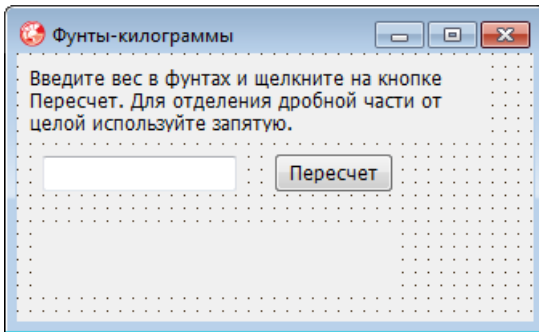 Фунты-килограммы
Введите вес в фунтах и щелкните на кнопке
Пересчет. Для отделения дробной части от
целой используйте запятую.
Пересчет